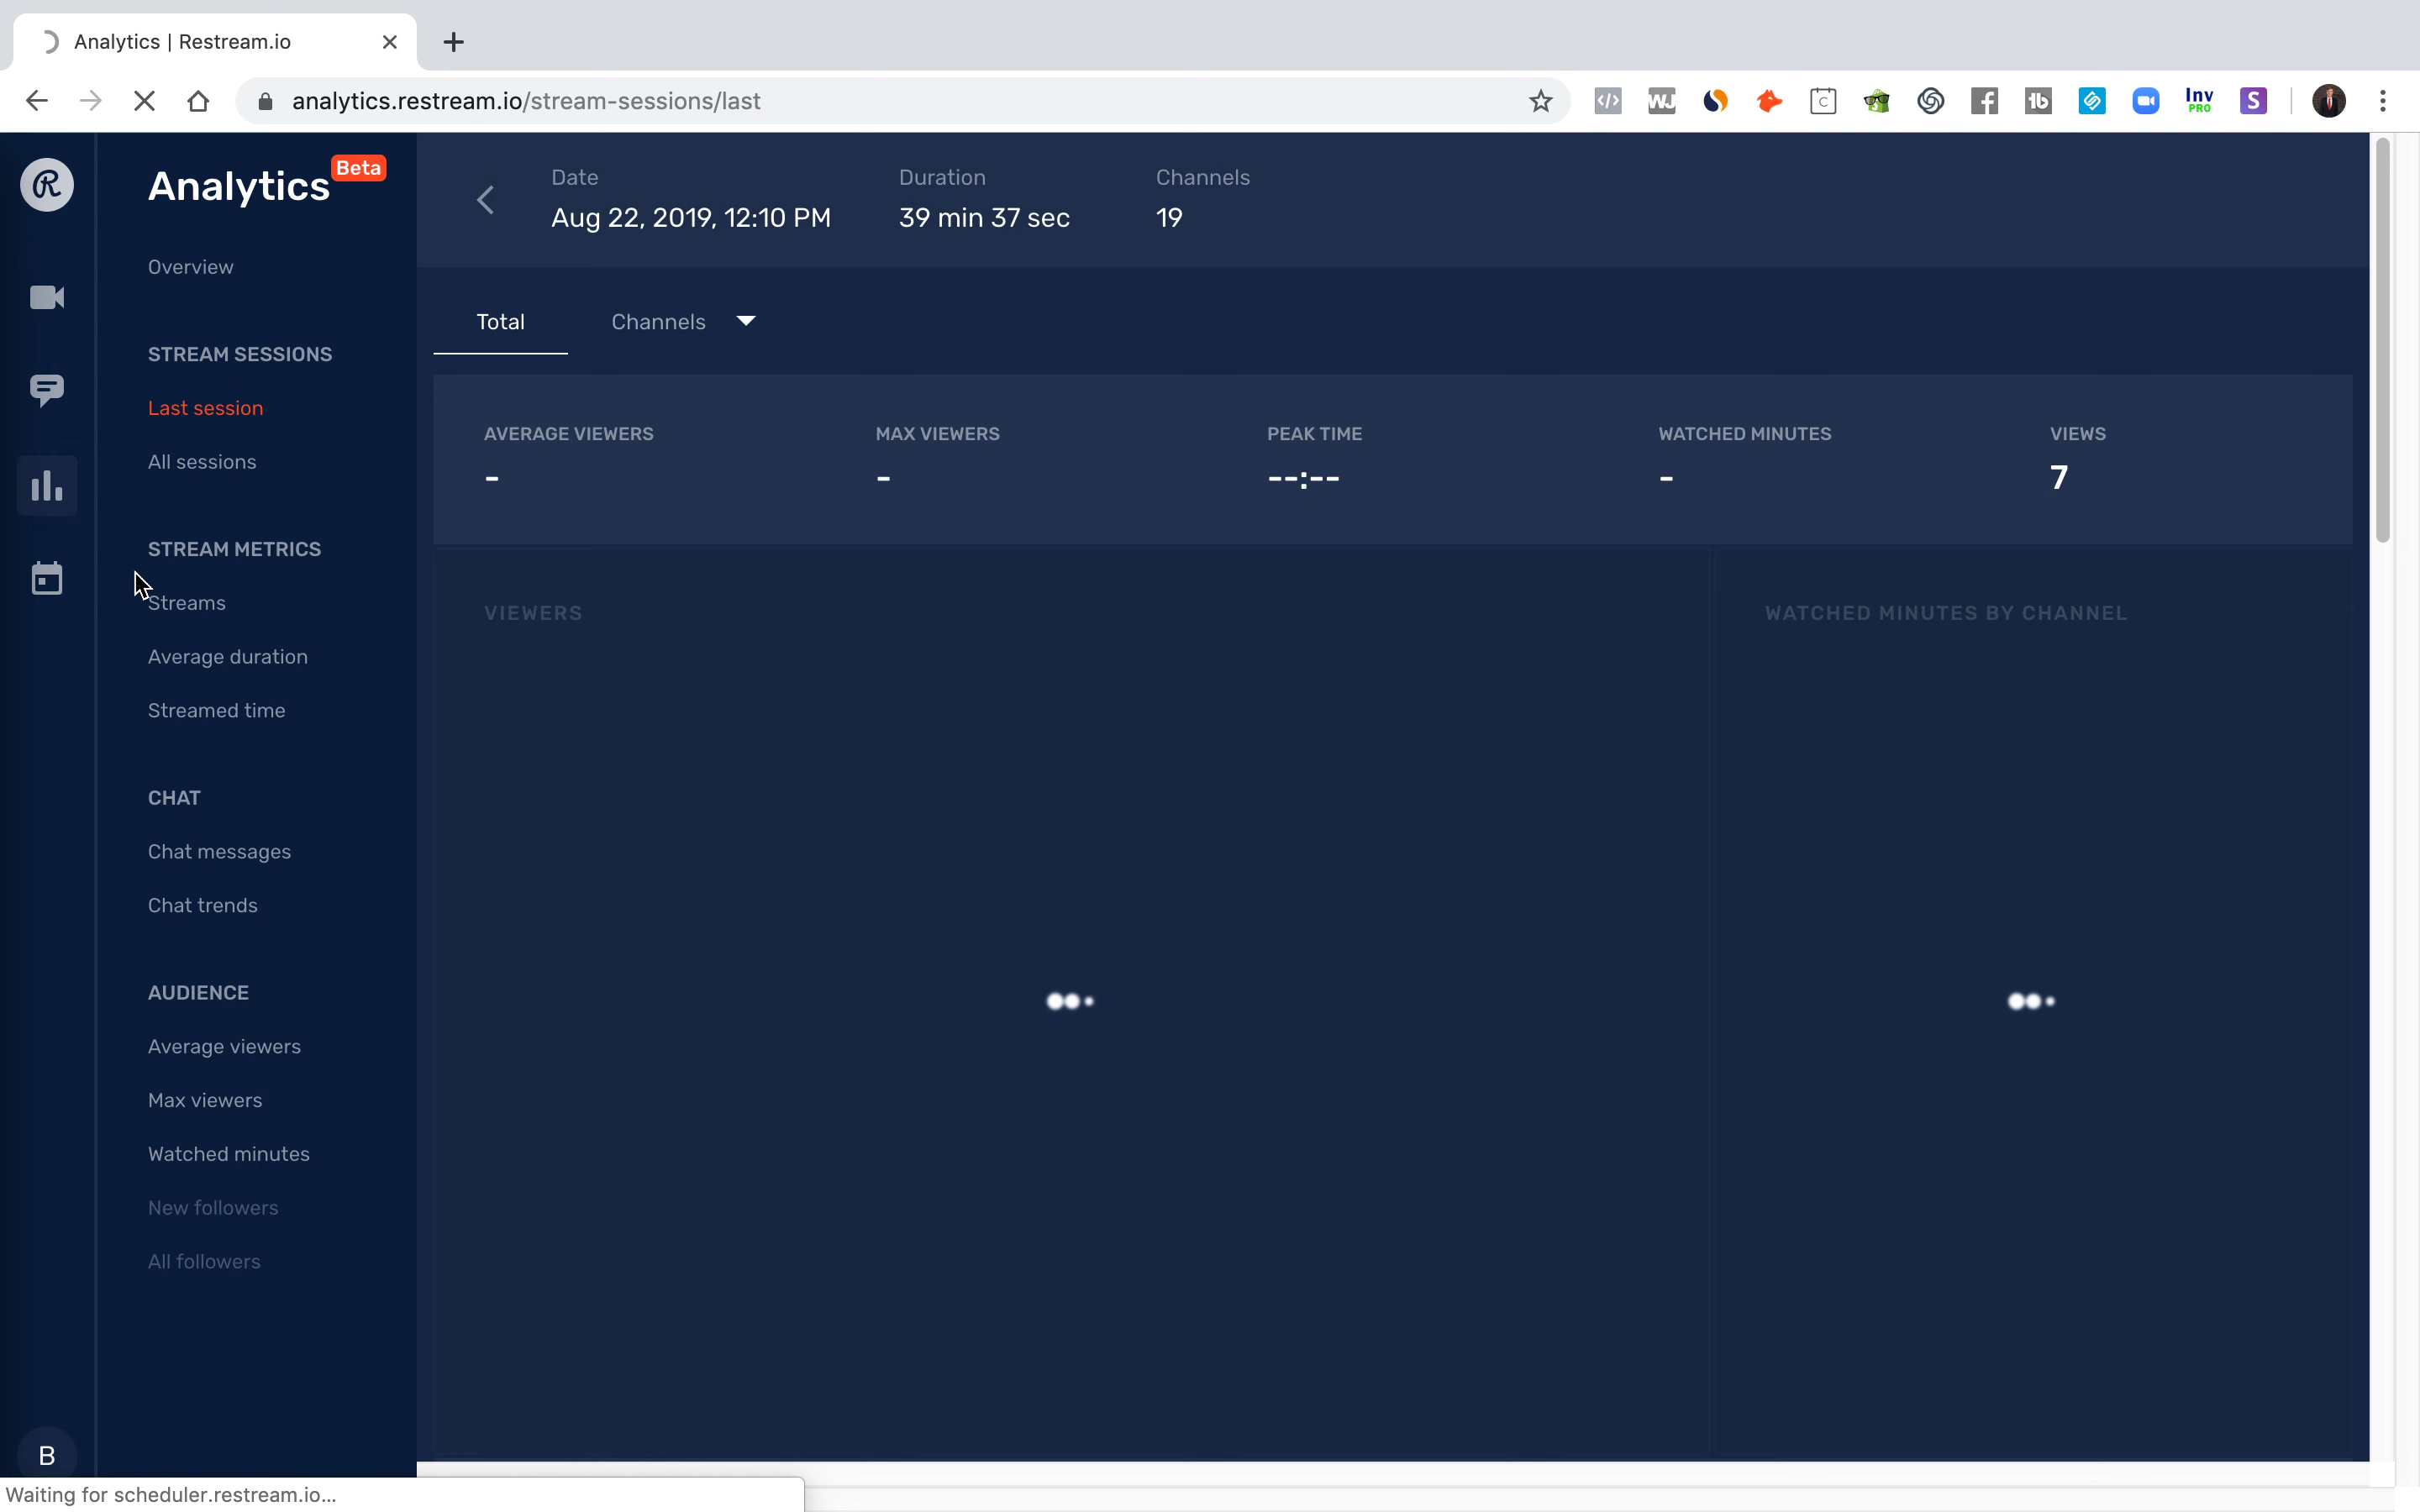 Analytics | Restream.io
analytics.restream.io/stream-sessions/last
</> WJ C tb Inv PRO S
Analytics Beta
Overview
STREAM SESSIONS
Last session
All sessions
STREAM METRICS
Streams
Average duration
Streamed time
CHAT
Chat messages
Chat trends
AUDIENCE
Average viewers
Max viewers
Watched minutes
New followers
All followers
R
B
Date
Aug 22, 2019, 12:10 PM
Duration
39 min 37 sec
Channels
19
Total
Channels
AVERAGE VIEWERS
-
MAX VIEWERS
-
PEAK TIME
--:--
WATCHED MINUTES
-
VIEWS
7
VIEWERS
WATCHED MINUTES BY CHANNEL
Waiting for scheduler.restream.io...